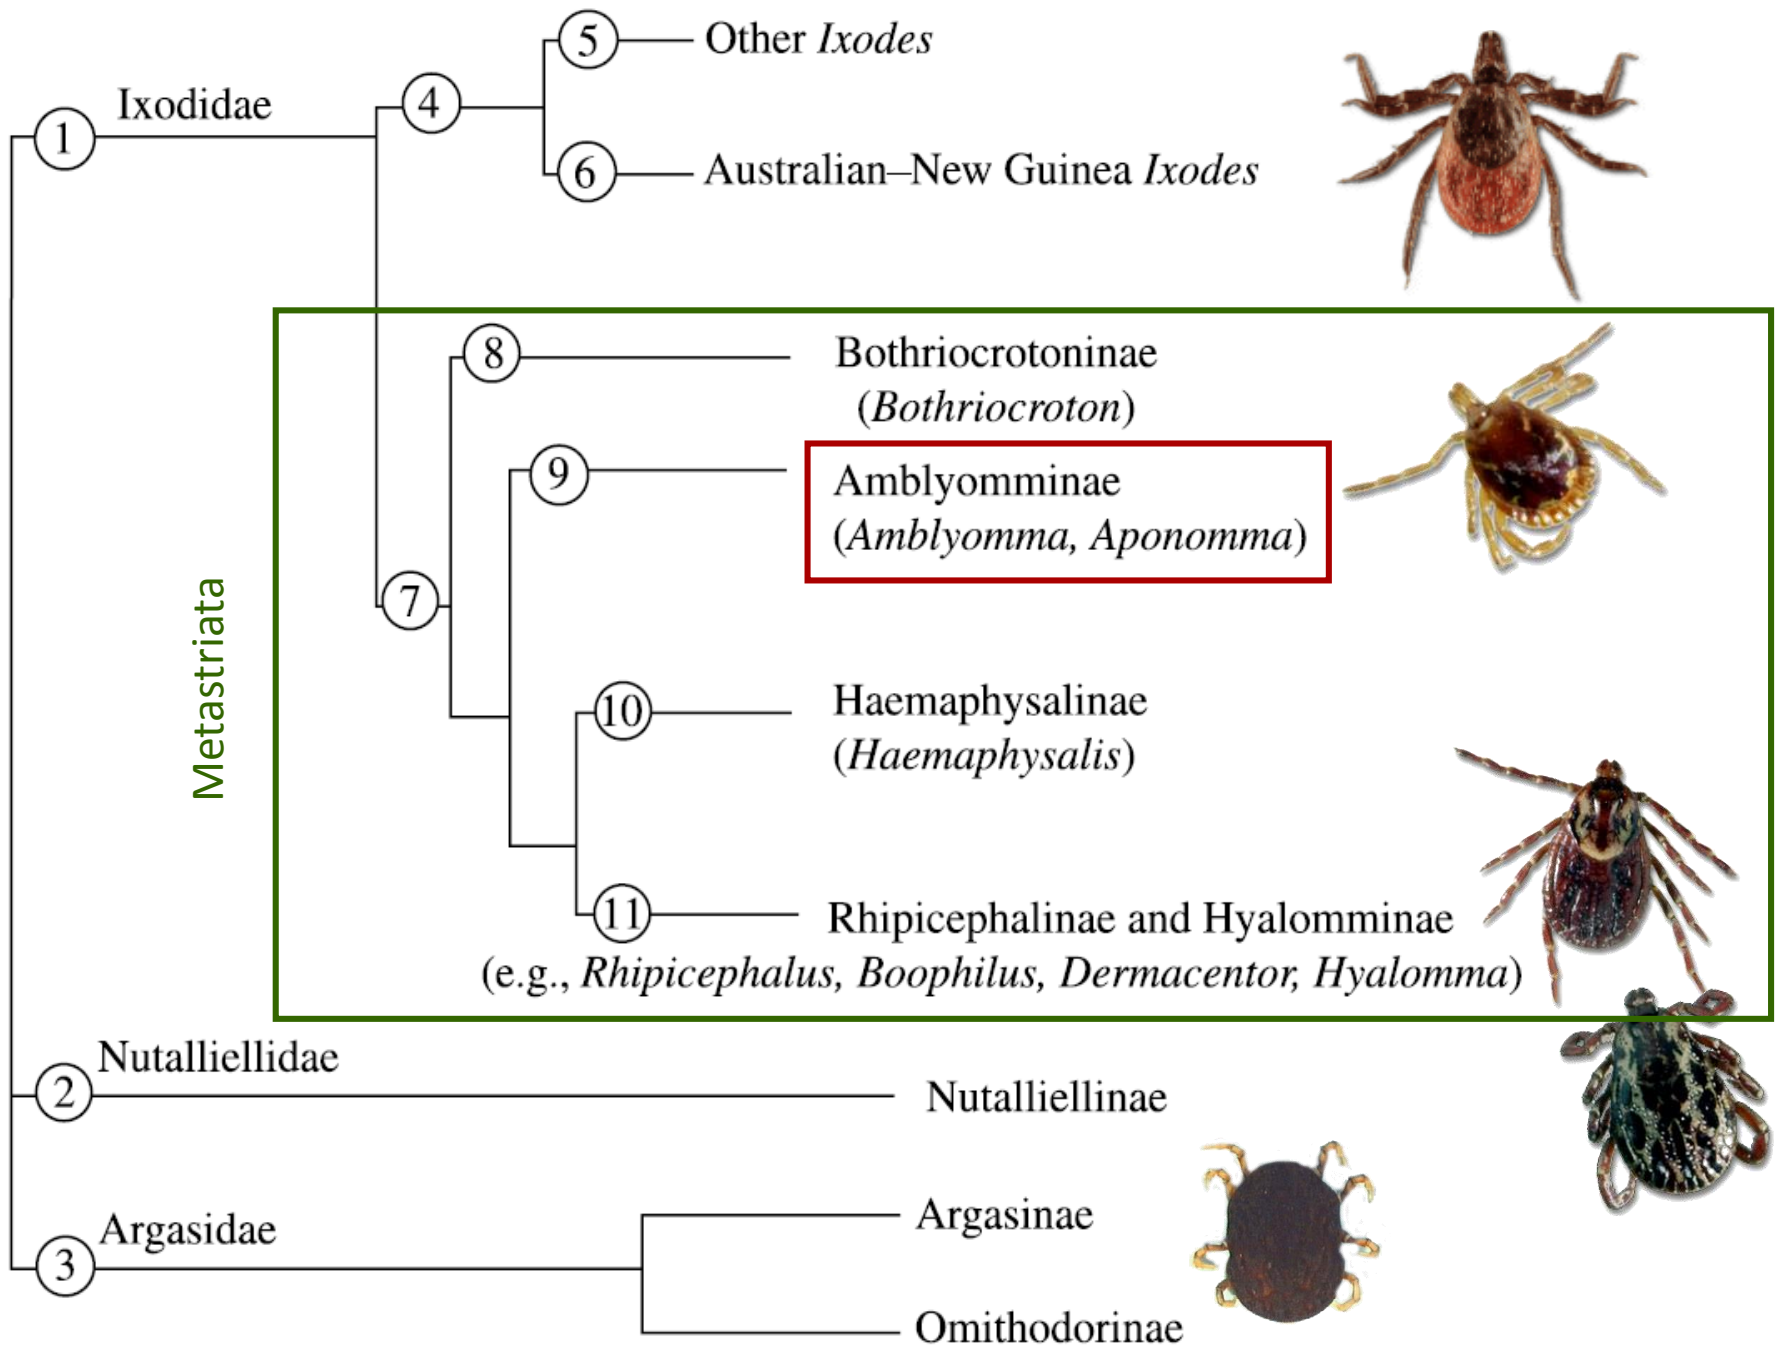 5
Other Ixodes
4
Ixodidae
1
6
Australian–New Guinea Ixodes
8
Bothriocrotoninae
(Bothriocroton)
9
Amblyomminae
(Amblyomma, Aponomma)
7
Metastriata
10
Haemaphysalinae
(Haemaphysalis)
11
Rhipicephalinae and Hyalomminae
(e.g., Rhipicephalus, Boophilus, Dermacentor, Hyalomma)
Nutalliellidae
2
Nutalliellinae
Argasidae
3
Argasinae
Omithodorinae